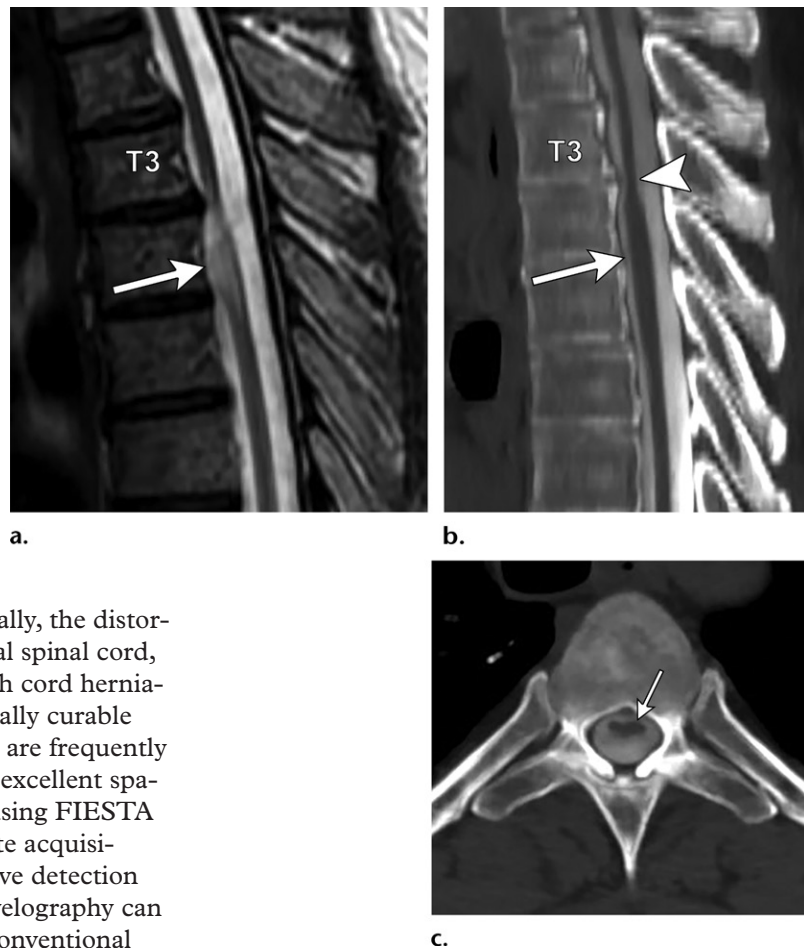 T3
T3
a.
b.
ally, the distor-
al spinal cord,
h cord hernia-
ally curable
are frequently
excellent spa-
sing FIESTA
te acquisi-
ve detection
velography can
onventional
c.